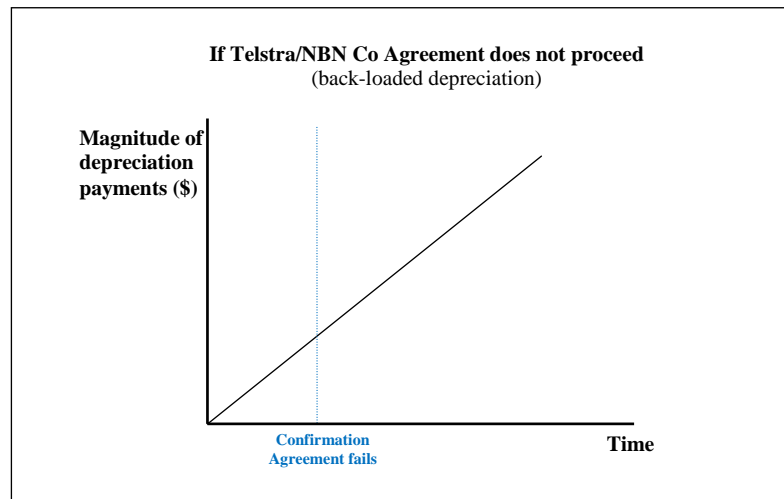 If Telstra/NBN Co Agreement does not proceed
(back-loaded depreciation)
Magnitude of
depreciation
payments ($)
Confirmation
Agreement fails
Time